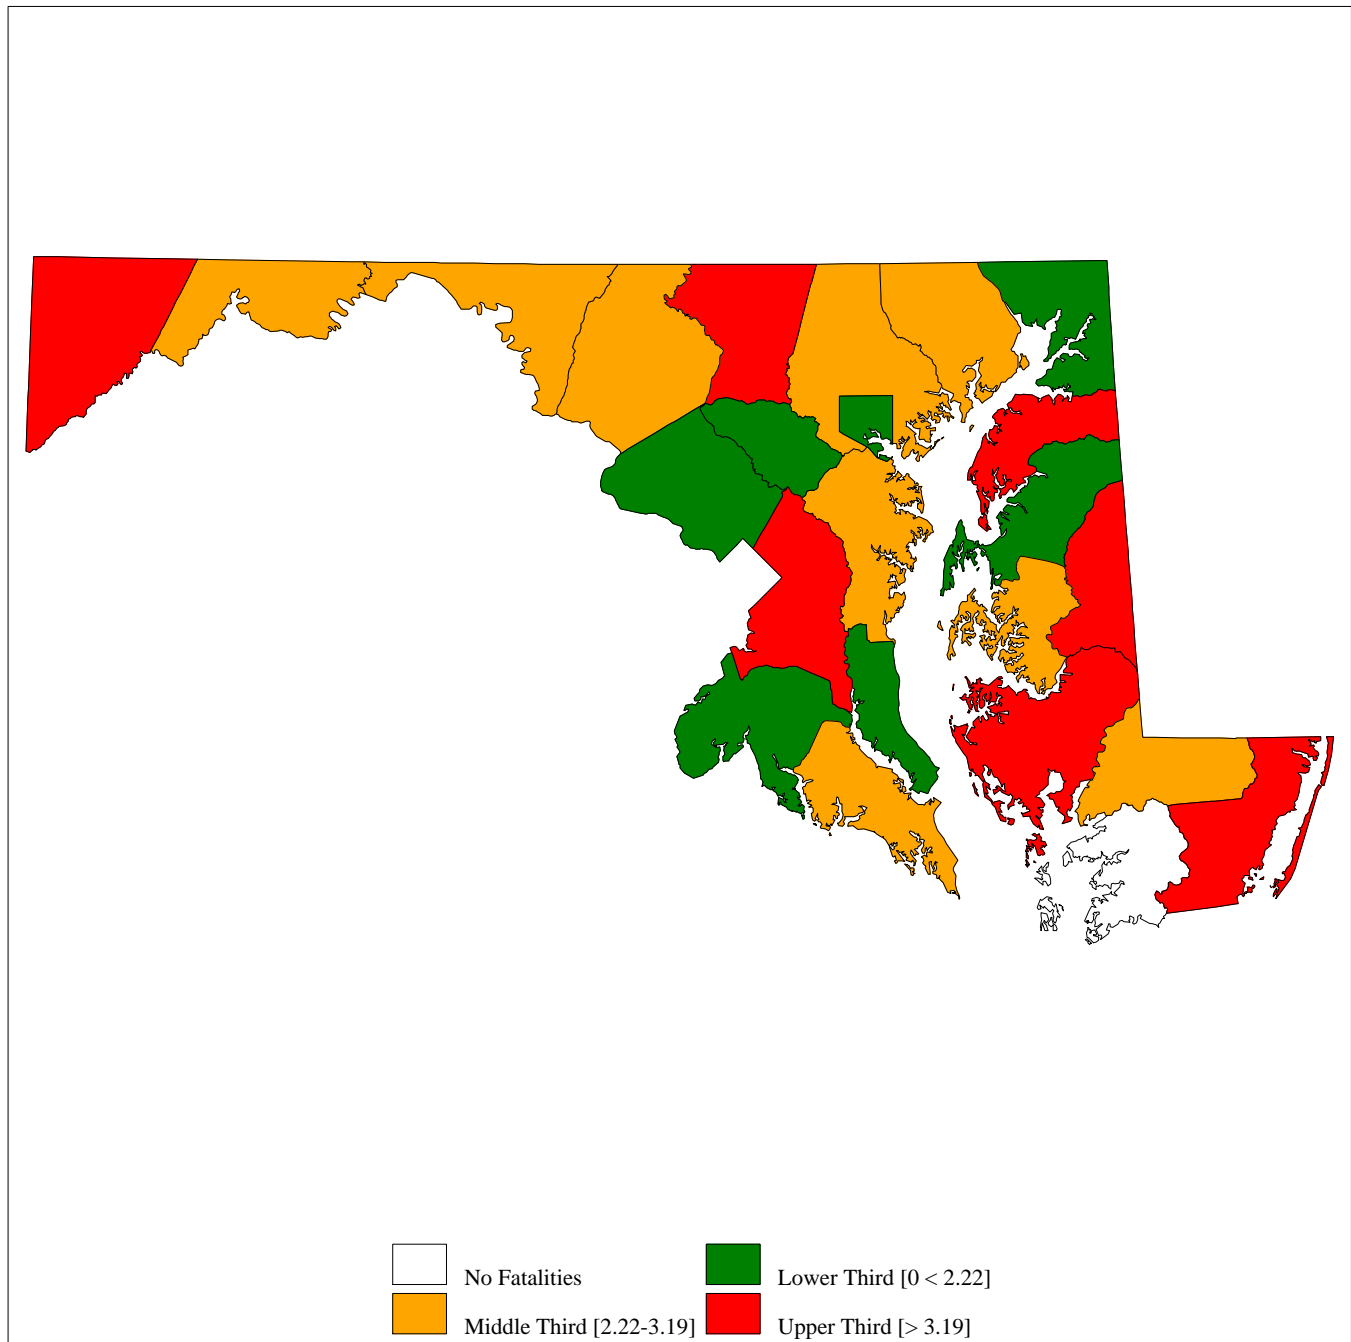 No Fatalities
Lower Third [0 < 2.22]
Middle Third [2.22-3.19]
Upper Third [> 3.19]